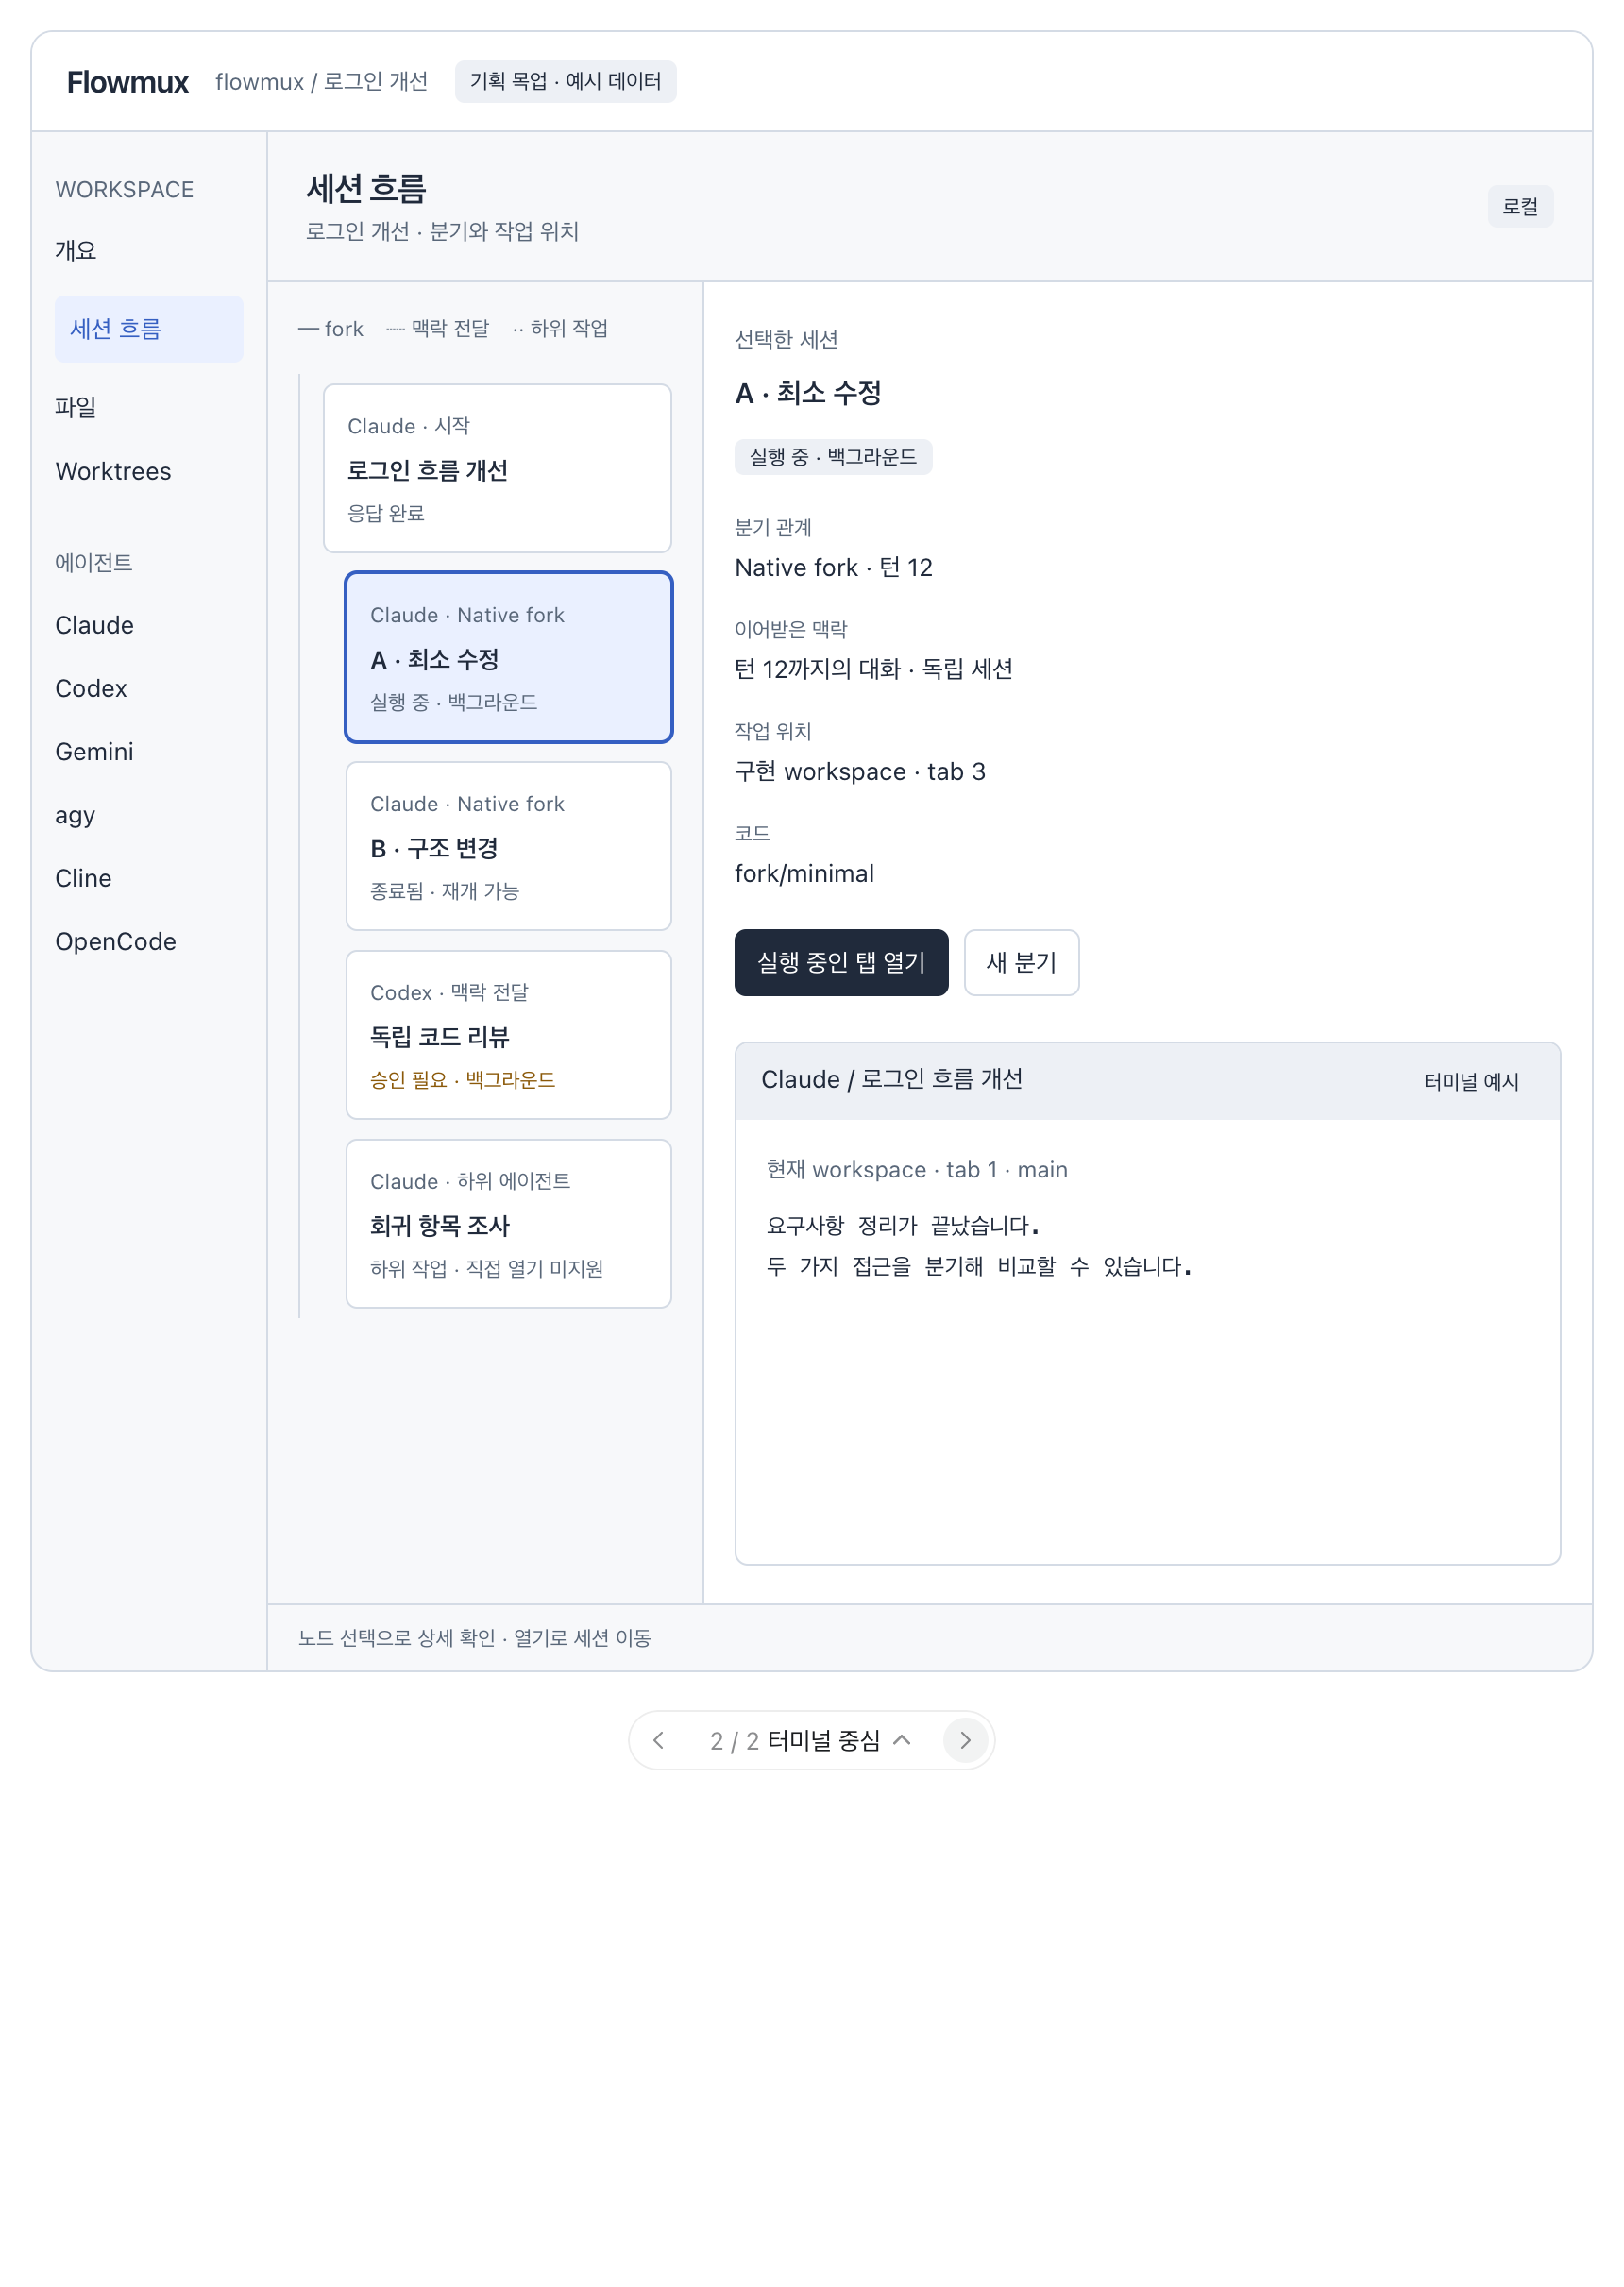 Flowmux
flowmux / 로그인 개선
기획 목업 · 예시 데이터
WORKSPACE
개요
세션 흐름
파일
Worktrees
에이전트
Claude
Codex
Gemini
agy
Cline
OpenCode
세션 흐름
로그인 개선 · 분기와 작업 위치
로컬
— fork
맥락 전달
·· 하위 작업
Claude · 시작
로그인 흐름 개선
응답 완료
Claude · Native fork
A · 최소 수정
실행 중 · 백그라운드
Claude · Native fork
B · 구조 변경
종료됨 · 재개 가능
Codex · 맥락 전달
독립 코드 리뷰
승인 필요 · 백그라운드
Claude · 하위 에이전트
회귀 항목 조사
하위 작업 · 직접 열기 미지원
선택한 세션
A · 최소 수정
실행 중 · 백그라운드
분기 관계
Native fork · 턴 12
이어받은 맥락
턴 12까지의 대화 · 독립 세션
작업 위치
구현 workspace · tab 3
코드
fork/minimal
실행 중인 탭 열기
새 분기
Claude / 로그인 흐름 개선
터미널 예시
현재 workspace · tab 1 · main
요구사항 정리가 끝났습니다.
두 가지 접근을 분기해 비교할 수 있습니다.
노드 선택으로 상세 확인 · 열기로 세션 이동
2 / 2 터미널 중심